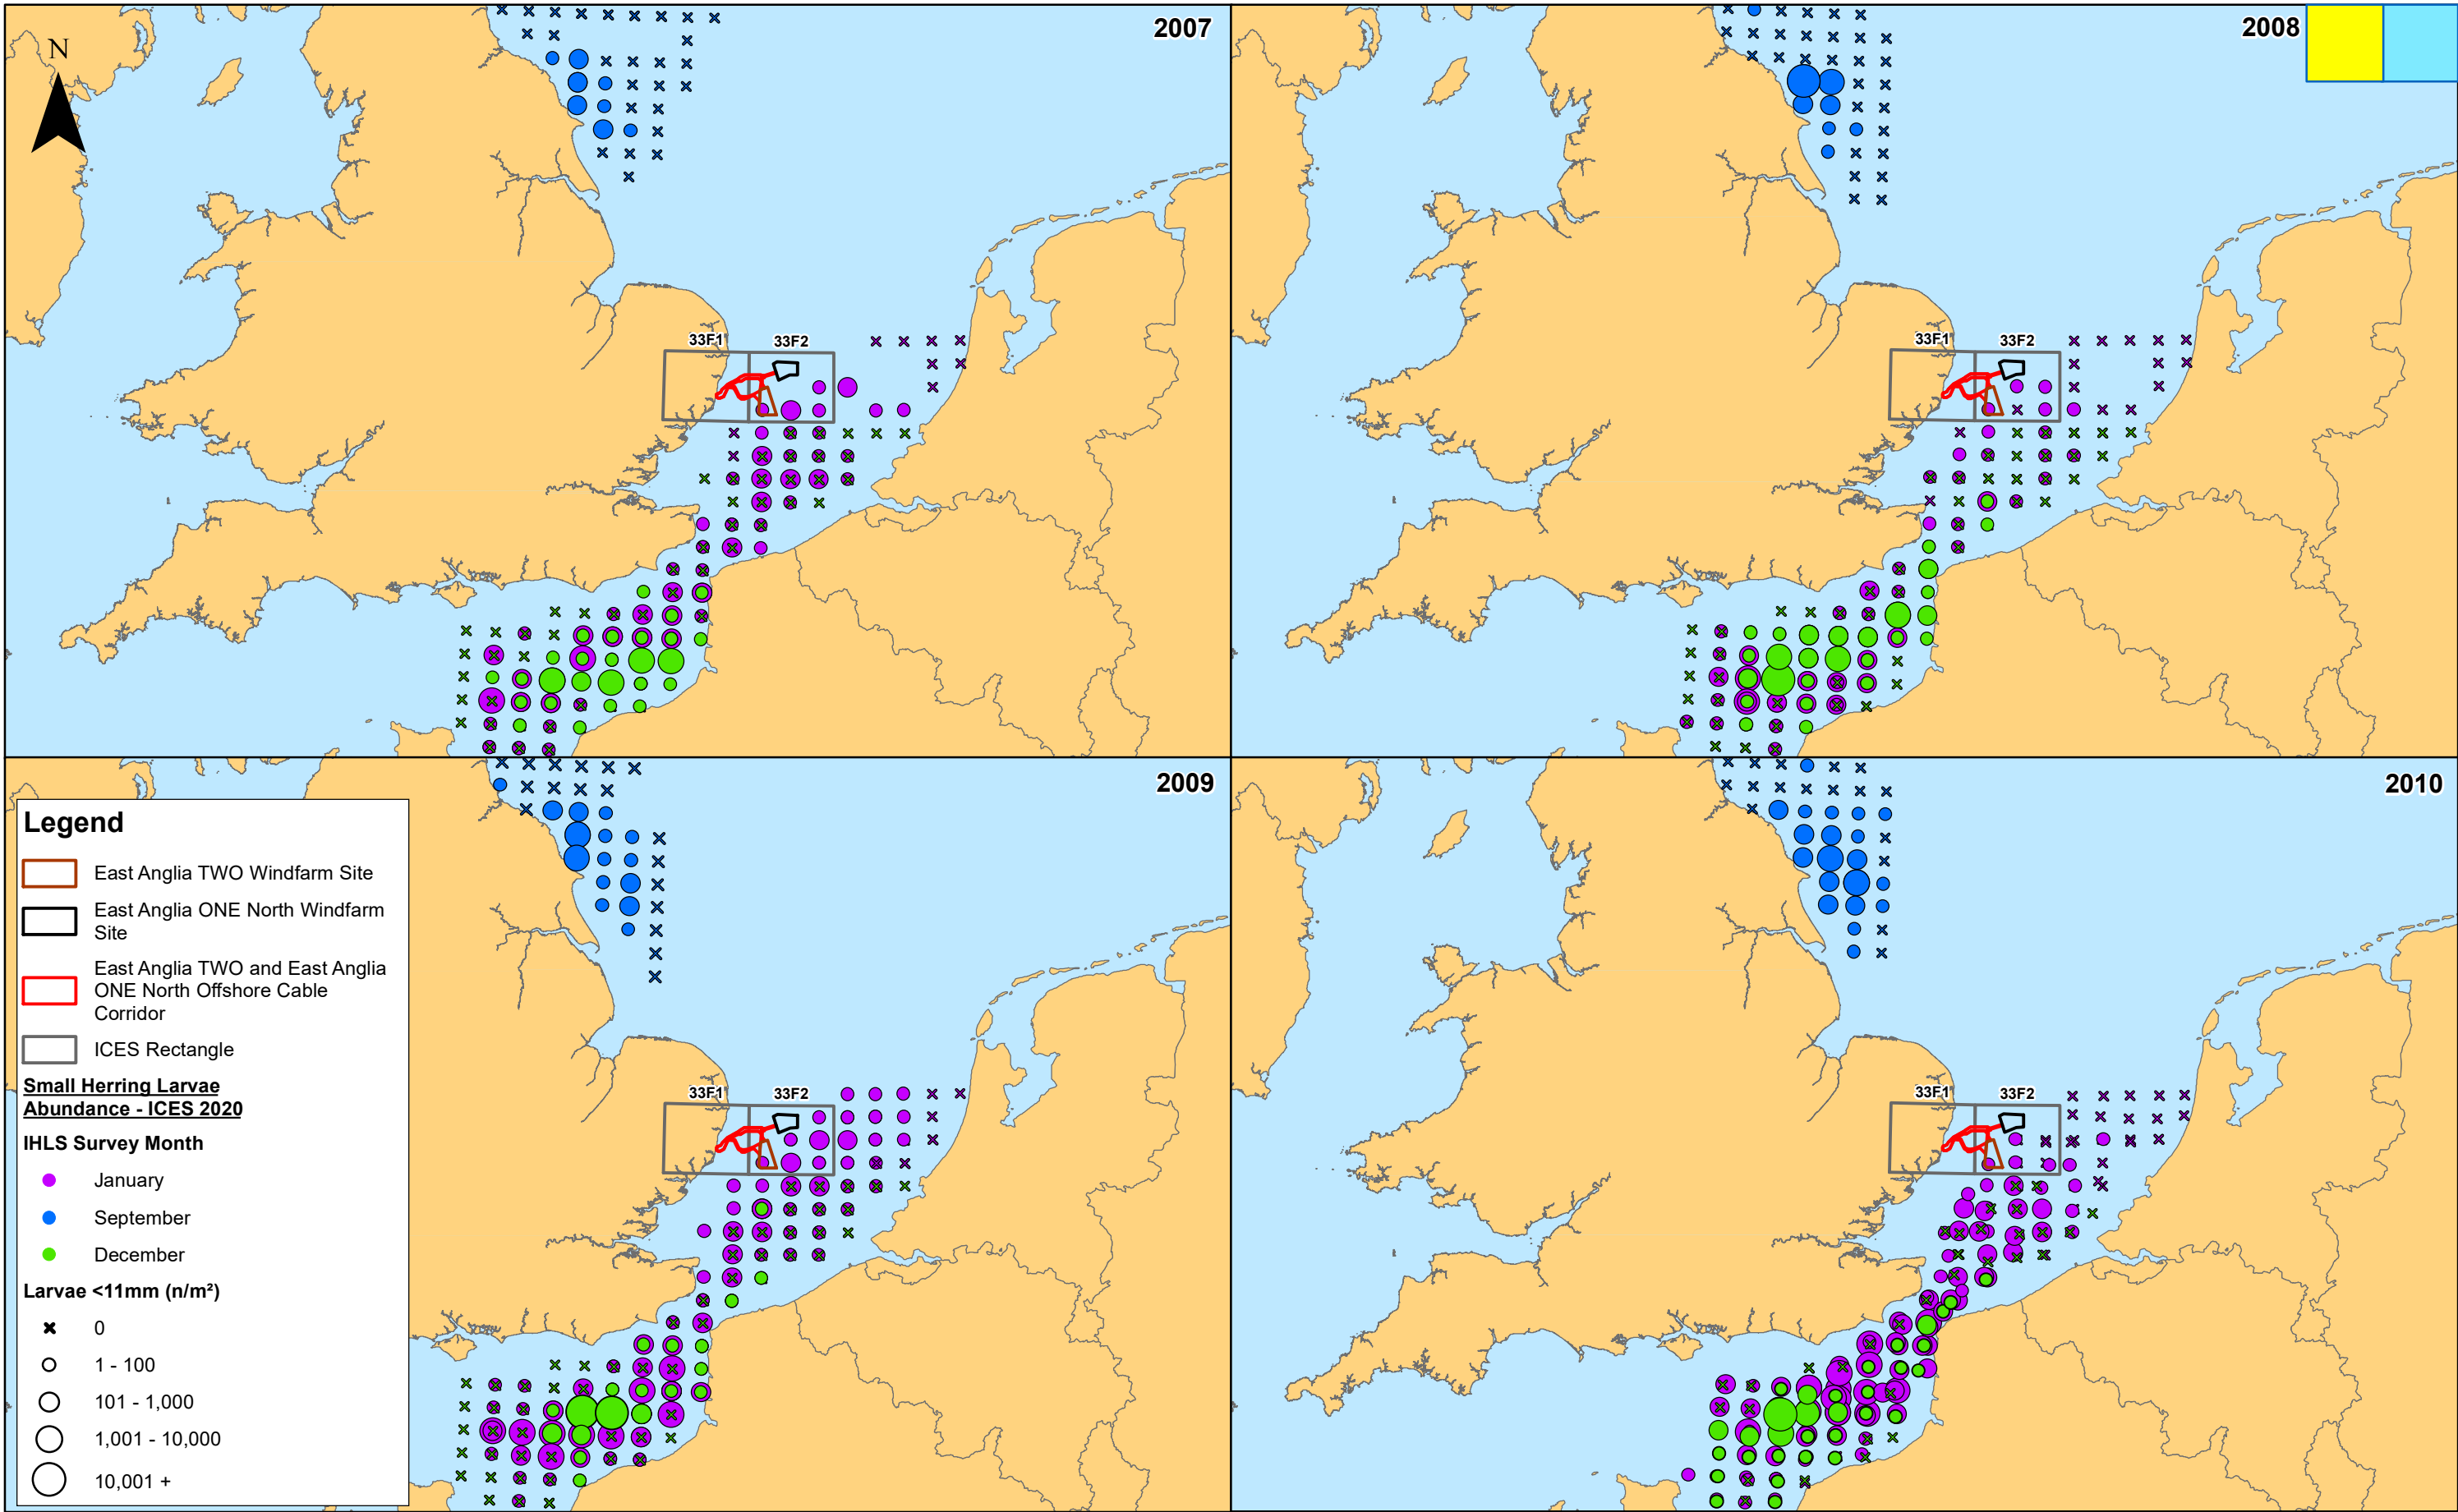 2007
N
33F1
33F2
2008
33F1
33F2
2009
33F1
33F2
Legend
East Anglia TWO Windfarm Site
East Anglia ONE North Windfarm
Site
East Anglia TWO and East Anglia
ONE North Offshore Cable
Corridor
ICES Rectangle
Small Herring Larvae
Abundance - ICES 2020
IHLS Survey Month
January
September
December
Larvae <11mm (n/m²)
0
1 - 100
101 - 1,000
1,001 - 10,000
10,001 +
2010
33F1
33F2